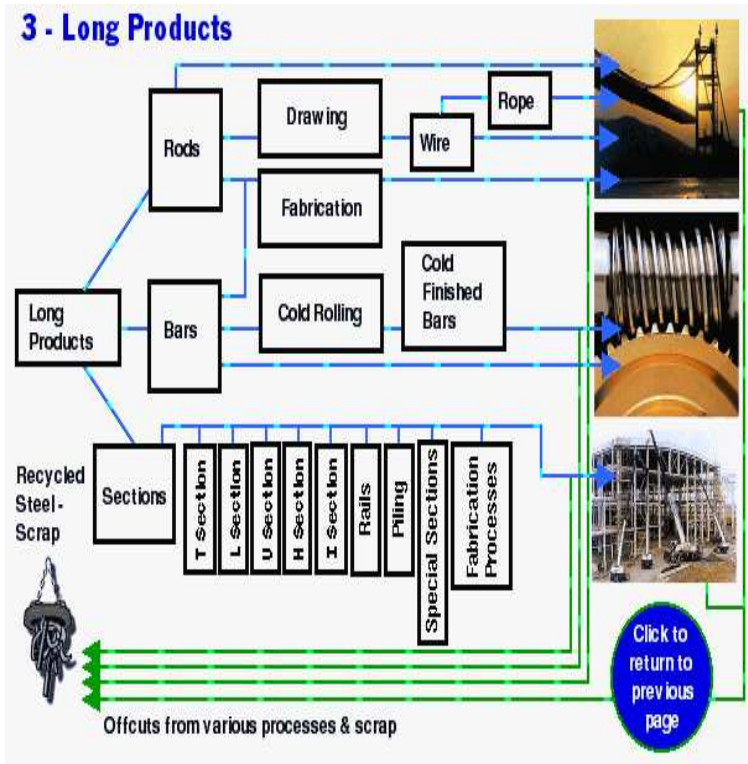 3 - Long Products
Rods
Drawing
Wire
Rope
Fabrication
Long
Products
Bars
Cold Rolling
Cold
Finished
Bars
Recycled
Steel -
Scrap
Sections
T Section
L Section
U Section
H Section
I Section
Rails
Piling
Special Sections
Fabrication
Processes
Click to
return to
previous
page
Offcuts from various processes & scrap